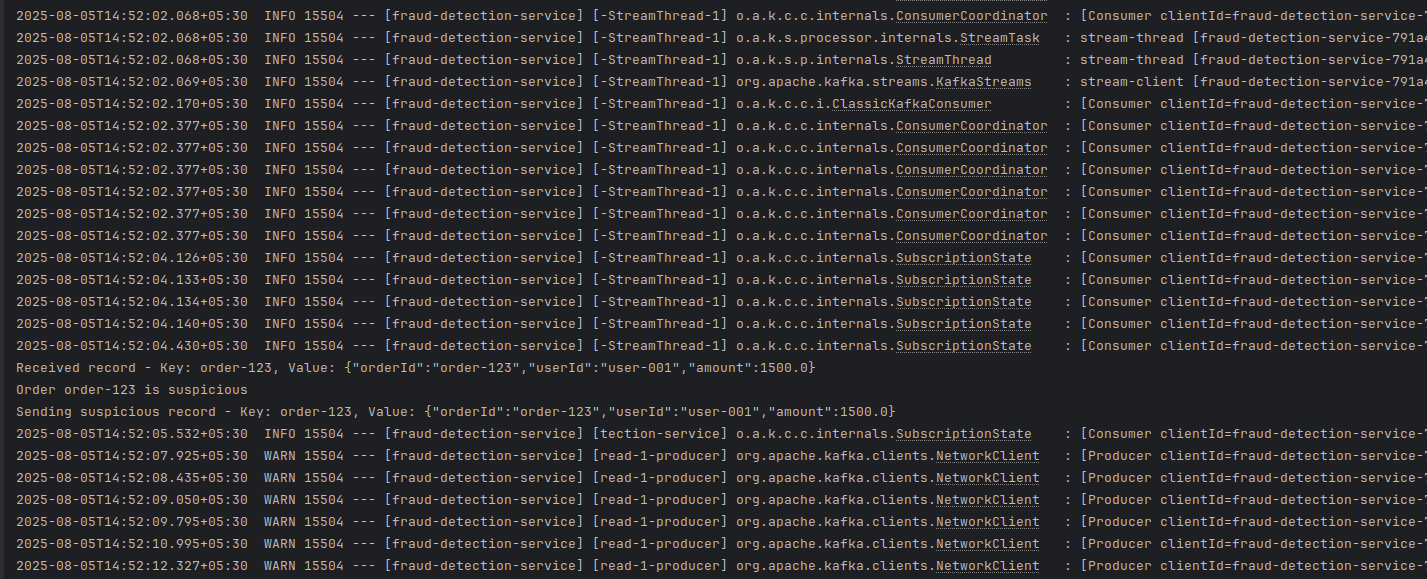 2025-08-05T14:52:02.068+05:30  INFO 15504 --- [fraud-detection-service] [-StreamThread-1] o.a.k.c.c.internals.ConsumerCoordinator  : [Consumer clientId=fraud-detection-service-
2025-08-05T14:52:02.068+05:30  INFO 15504 --- [fraud-detection-service] [-StreamThread-1] o.a.k.s.processor.internals.StreamTask   : stream-thread [fraud-detection-service-791a4
2025-08-05T14:52:02.068+05:30  INFO 15504 --- [fraud-detection-service] [-StreamThread-1] o.a.k.s.p.internals.StreamThread         : stream-thread [fraud-detection-service-791a4
2025-08-05T14:52:02.069+05:30  INFO 15504 --- [fraud-detection-service] [-StreamThread-1] org.apache.kafka.streams.KafkaStreams    : stream-client [fraud-detection-service-791a4
2025-08-05T14:52:02.170+05:30  INFO 15504 --- [fraud-detection-service] [-StreamThread-1] o.a.k.c.c.i.ClassicKafkaConsumer         : [Consumer clientId=fraud-detection-service-
2025-08-05T14:52:02.377+05:30  INFO 15504 --- [fraud-detection-service] [-StreamThread-1] o.a.k.c.c.internals.ConsumerCoordinator  : [Consumer clientId=fraud-detection-service-
2025-08-05T14:52:02.377+05:30  INFO 15504 --- [fraud-detection-service] [-StreamThread-1] o.a.k.c.c.internals.ConsumerCoordinator  : [Consumer clientId=fraud-detection-service-
2025-08-05T14:52:02.377+05:30  INFO 15504 --- [fraud-detection-service] [-StreamThread-1] o.a.k.c.c.internals.ConsumerCoordinator  : [Consumer clientId=fraud-detection-service-
2025-08-05T14:52:02.377+05:30  INFO 15504 --- [fraud-detection-service] [-StreamThread-1] o.a.k.c.c.internals.ConsumerCoordinator  : [Consumer clientId=fraud-detection-service-
2025-08-05T14:52:02.377+05:30  INFO 15504 --- [fraud-detection-service] [-StreamThread-1] o.a.k.c.c.internals.ConsumerCoordinator  : [Consumer clientId=fraud-detection-service-
2025-08-05T14:52:02.377+05:30  INFO 15504 --- [fraud-detection-service] [-StreamThread-1] o.a.k.c.c.internals.ConsumerCoordinator  : [Consumer clientId=fraud-detection-service-
2025-08-05T14:52:04.126+05:30  INFO 15504 --- [fraud-detection-service] [-StreamThread-1] o.a.k.c.c.internals.SubscriptionState    : [Consumer clientId=fraud-detection-service-
2025-08-05T14:52:04.133+05:30  INFO 15504 --- [fraud-detection-service] [-StreamThread-1] o.a.k.c.c.internals.SubscriptionState    : [Consumer clientId=fraud-detection-service-
2025-08-05T14:52:04.134+05:30  INFO 15504 --- [fraud-detection-service] [-StreamThread-1] o.a.k.c.c.internals.SubscriptionState    : [Consumer clientId=fraud-detection-service-
2025-08-05T14:52:04.140+05:30  INFO 15504 --- [fraud-detection-service] [-StreamThread-1] o.a.k.c.c.internals.SubscriptionState    : [Consumer clientId=fraud-detection-service-
2025-08-05T14:52:04.430+05:30  INFO 15504 --- [fraud-detection-service] [-StreamThread-1] o.a.k.c.c.internals.SubscriptionState    : [Consumer clientId=fraud-detection-service-
Received record - Key: order-123, Value: {"orderId":"order-123","userId":"user-001","amount":1500.0}
Order order-123 is suspicious
Sending suspicious record - Key: order-123, Value: {"orderId":"order-123","userId":"user-001","amount":1500.0}
2025-08-05T14:52:05.532+05:30  INFO 15504 --- [fraud-detection-service] [tection-service] o.a.k.c.c.internals.SubscriptionState    : [Consumer clientId=fraud-detection-service-
2025-08-05T14:52:07.925+05:30  WARN 15504 --- [fraud-detection-service] [read-1-producer] org.apache.kafka.clients.NetworkClient   : [Producer clientId=fraud-detection-service-
2025-08-05T14:52:08.435+05:30  WARN 15504 --- [fraud-detection-service] [read-1-producer] org.apache.kafka.clients.NetworkClient   : [Producer clientId=fraud-detection-service-
2025-08-05T14:52:09.050+05:30  WARN 15504 --- [fraud-detection-service] [read-1-producer] org.apache.kafka.clients.NetworkClient   : [Producer clientId=fraud-detection-service-
2025-08-05T14:52:09.795+05:30  WARN 15504 --- [fraud-detection-service] [read-1-producer] org.apache.kafka.clients.NetworkClient   : [Producer clientId=fraud-detection-service-
2025-08-05T14:52:10.995+05:30  WARN 15504 --- [fraud-detection-service] [read-1-producer] org.apache.kafka.clients.NetworkClient   : [Producer clientId=fraud-detection-service-
2025-08-05T14:52:12.327+05:30  WARN 15504 --- [fraud-detection-service] [read-1-producer] org.apache.kafka.clients.NetworkClient   : [Producer clientId=fraud-detection-service-